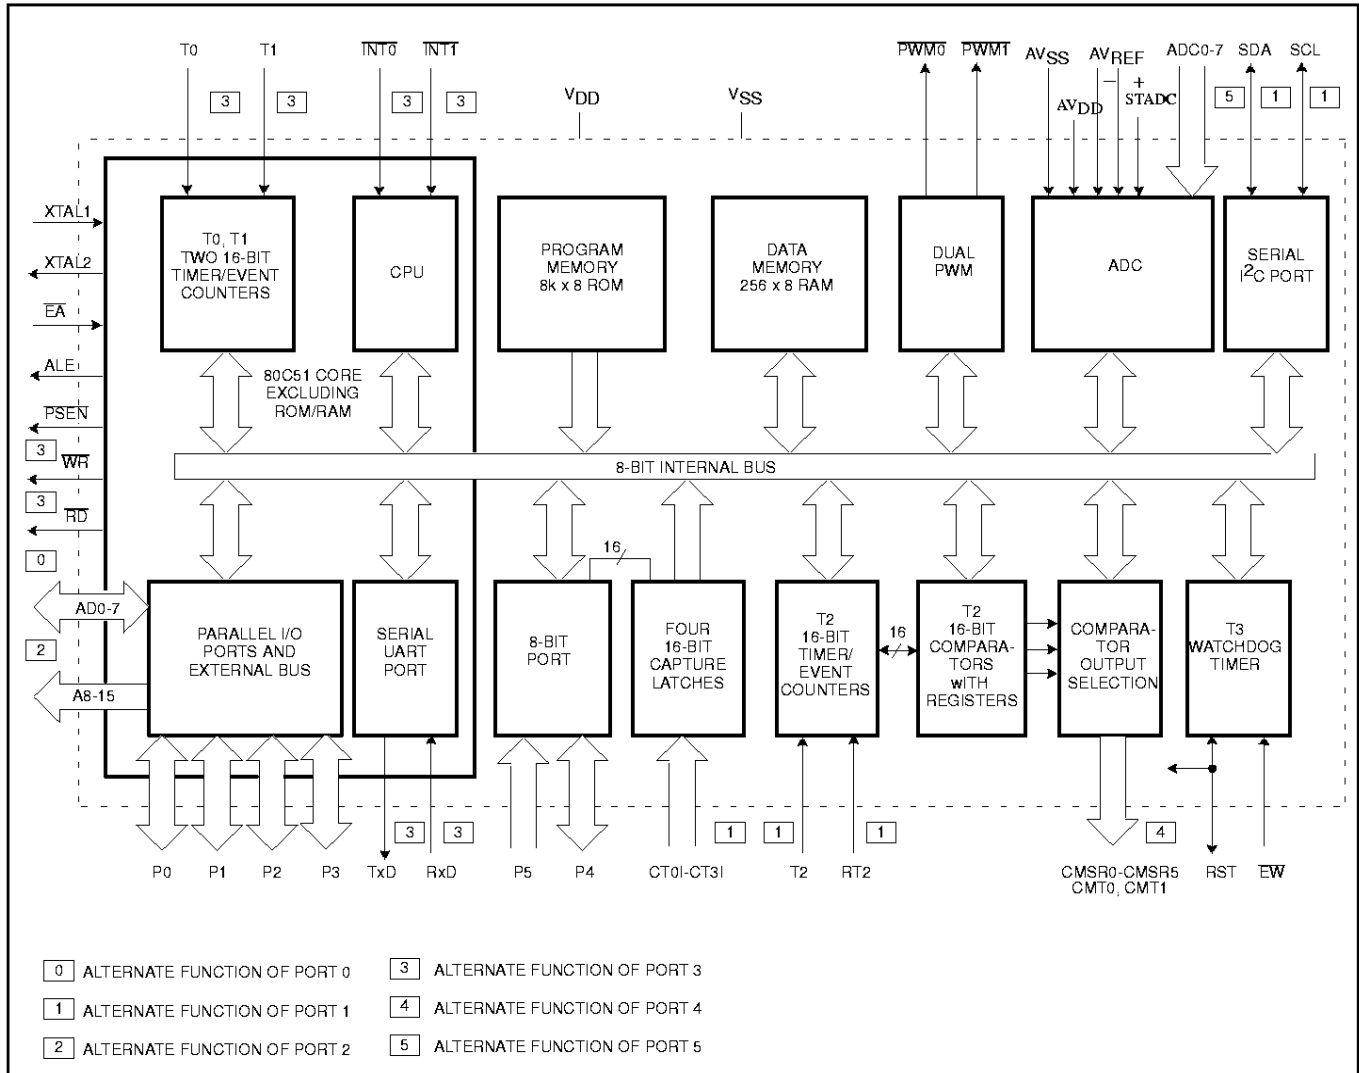 T0 T1 INT0 INT1 PWM0 PWM1 AVSS AVREF ADC0-7 SDA SCL
− +
STADC
AVDD
3 3 3 3 VDD VSS 5 1 1
XTAL1
XTAL2
EA
ALE
PSEN
3
WR
3
RD
0
AD0-7
2
A8-15
T0, T1
TWO 16-BIT
TIMER/EVENT
COUNTERS
CPU
PROGRAM
MEMORY
8k x 8 ROM
DATA
MEMORY
256 x 8 RAM
DUAL
PWM
ADC
SERIAL
I2C PORT
80C51 CORE
EXCLUDING
ROM/RAM
8-BIT INTERNAL BUS
16
16
PARALLEL I/O
PORTS AND
EXTERNAL BUS
SERIAL
UART
PORT
8-BIT
PORT
FOUR
16-BIT
CAPTURE
LATCHES
T2
16-BIT
TIMER/
EVENT
COUNTERS
T2
16-BIT
COMPARA-
TORS
wITH
REGISTERS
COMPARA-
TOR
OUTPUT
SELECTION
T3
WATCHDOG
TIMER
3 3 1 1 1 4
P0 P1 P2 P3 TxD RxD P5 P4 CT0I-CT3I T2 RT2 CMSR0-CMSR5 RST EW
CMT0, CMT1
0 ALTERNATE FUNCTION OF PORT 0
3 ALTERNATE FUNCTION OF PORT 3
1 ALTERNATE FUNCTION OF PORT 1
4 ALTERNATE FUNCTION OF PORT 4
2 ALTERNATE FUNCTION OF PORT 2
5 ALTERNATE FUNCTION OF PORT 5